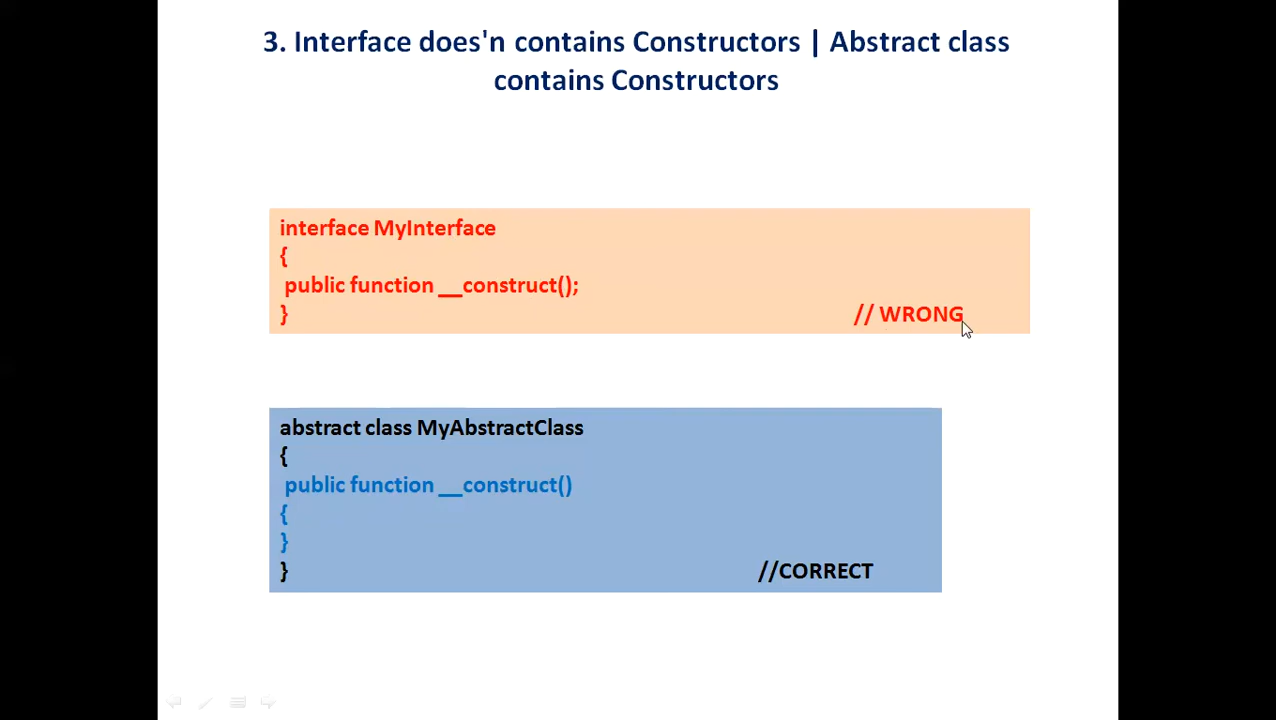 3. Interface does'n contains Constructors | Abstract class
contains Constructors
interface MyInterface
{
public function __construct();
} // WRONG
abstract class MyAbstractClass
{
public function __construct()
{
}
} //CORRECT